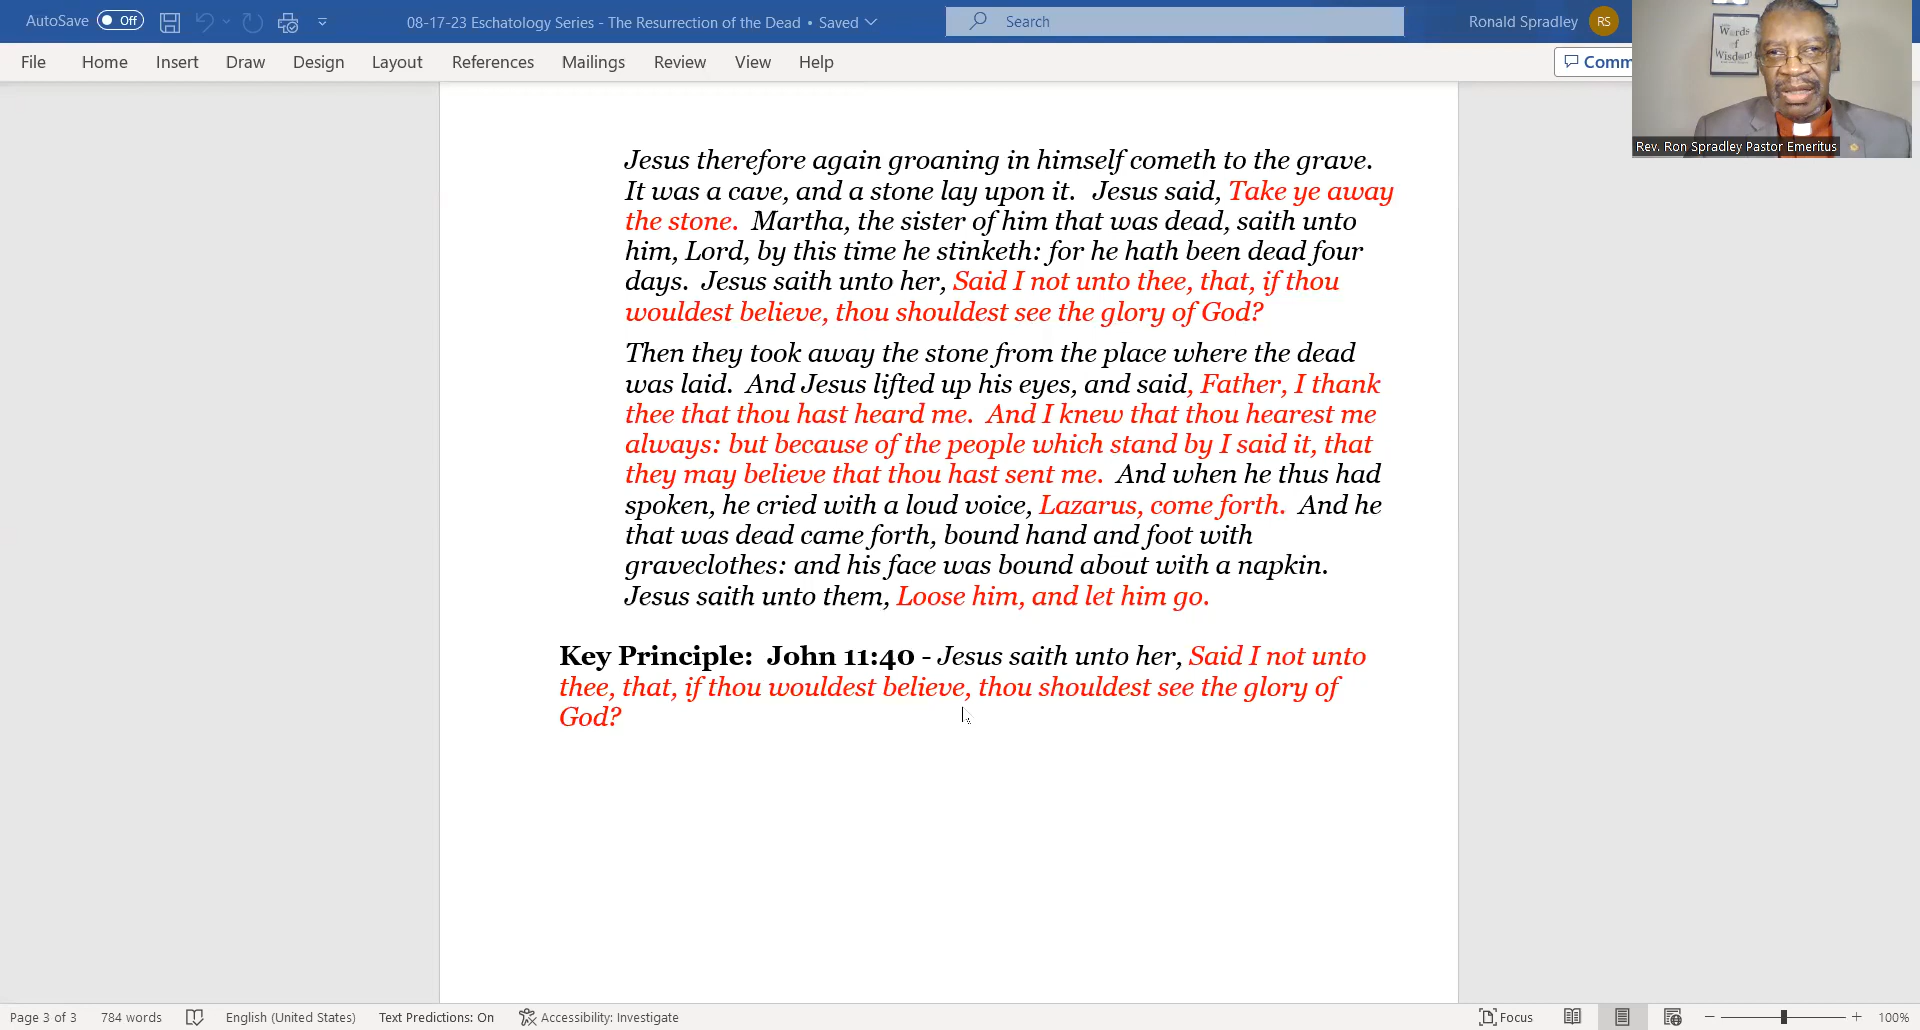 AutoSave Off 08-17-23 Eschatology Series - The Resurrection of the Dead • Saved Search Ronald Spradley RS
File Home Insert Draw Design Layout References Mailings Review View Help Comm
Words
of
Wisdom
Rev. Ron Spradley Pastor Emeritus
Jesus therefore again groaning in himself cometh to the grave.
It was a cave, and a stone lay upon it. Jesus said, Take ye away
the stone. Martha, the sister of him that was dead, saith unto
him, Lord, by this time he stinketh: for he hath been dead four
days. Jesus saith unto her, Said I not unto thee, that, if thou
wouldest believe, thou shouldest see the glory of God?
Then they took away the stone from the place where the dead
was laid. And Jesus lifted up his eyes, and said, Father, I thank
thee that thou hast heard me. And I knew that thou hearest me
always: but because of the people which stand by I said it, that
they may believe that thou hast sent me. And when he thus had
spoken, he cried with a loud voice, Lazarus, come forth. And he
that was dead came forth, bound hand and foot with
graveclothes: and his face was bound about with a napkin.
Jesus saith unto them, Loose him, and let him go.
Key Principle: John 11:40 - Jesus saith unto her, Said I not unto
thee, that, if thou wouldest believe, thou shouldest see the glory of
God?
Page 3 of 3 784 words English (United States) Text Predictions: On Accessibility: Investigate Focus 100%